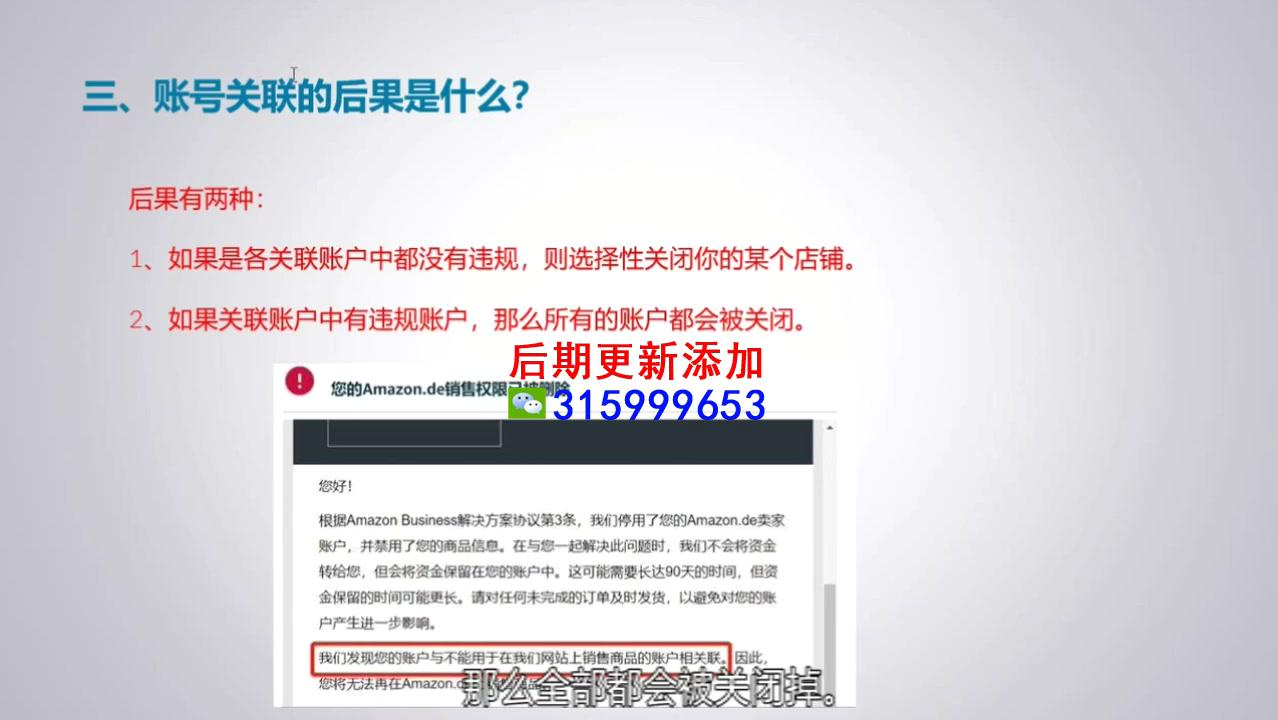 三、账号关联的后果是什么？
后果有两种：
1、如果是各关联账户中都没有违规，则选择性关闭你的某个店铺。
2、如果关联账户中有违规账户，那么所有的账户都会被关闭。
后期更新添加
315999653
您的Amazon.de销售权限已被删除
您好！
根据Amazon Business解决方案协议第3条，我们停用了您的Amazon.de卖家
账户，并禁用了您的商品信息。在与您一起解决此问题时，我们不会将资金
转给您，但会将资金保留在您的账户中。这可能需要长达90天的时间，但资
金保留的时间可能更长。请对任何未完成的订单及时发货，以避免对您的账
户产生进一步影响。
我们发现您的账户与不能用于在我们网站上销售商品的账户相关联。因此，
您将无法再在Amazon.d
那么全部都会被关闭掉。